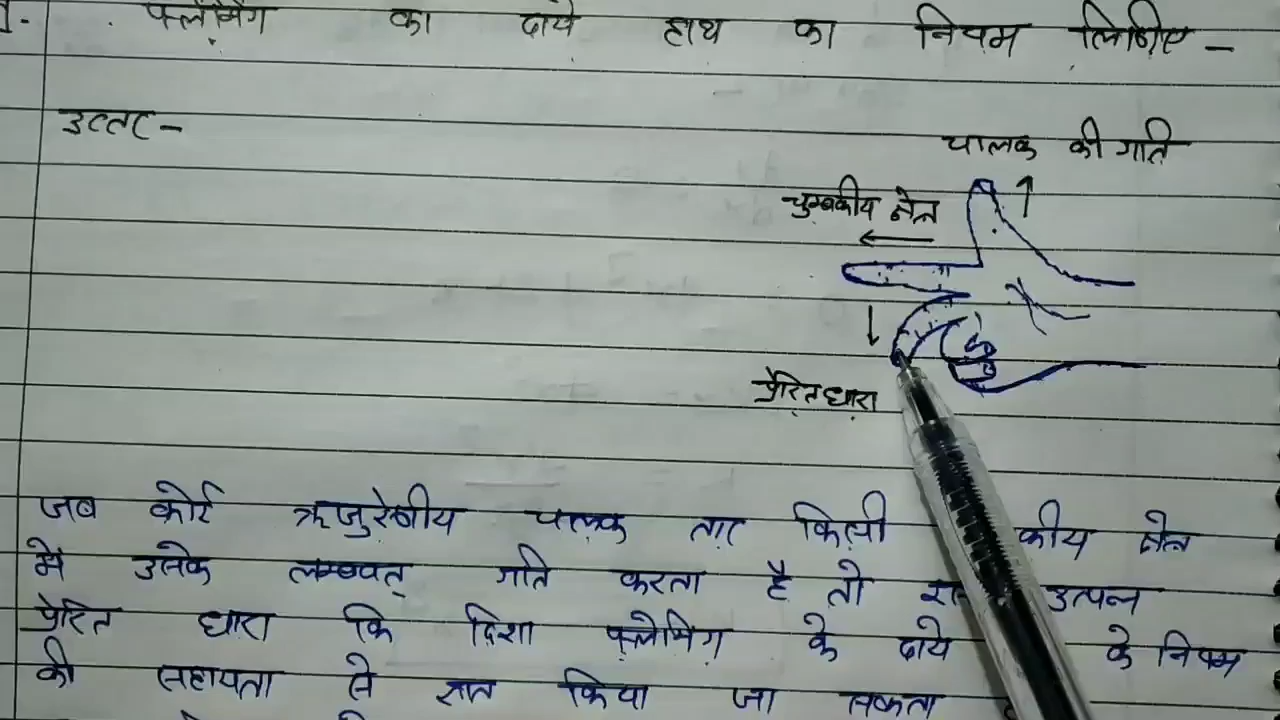 फ्लेमिंग का दाये हाथ का नियम लिखिए -
उत्तर -
चालक की गति
चुम्बकीय क्षेत्र
प्रेरित धारा
जब कोई ऋजुरेखीय चालक तार किसी कीय क्षेत्र
मे उसके लम्बवत् गति करता है तो उत्पन्न
प्रेरित धारा कि दिशा फ्लेमिंग के दाये के नियम
की सहायता से ज्ञात किया जा सकता